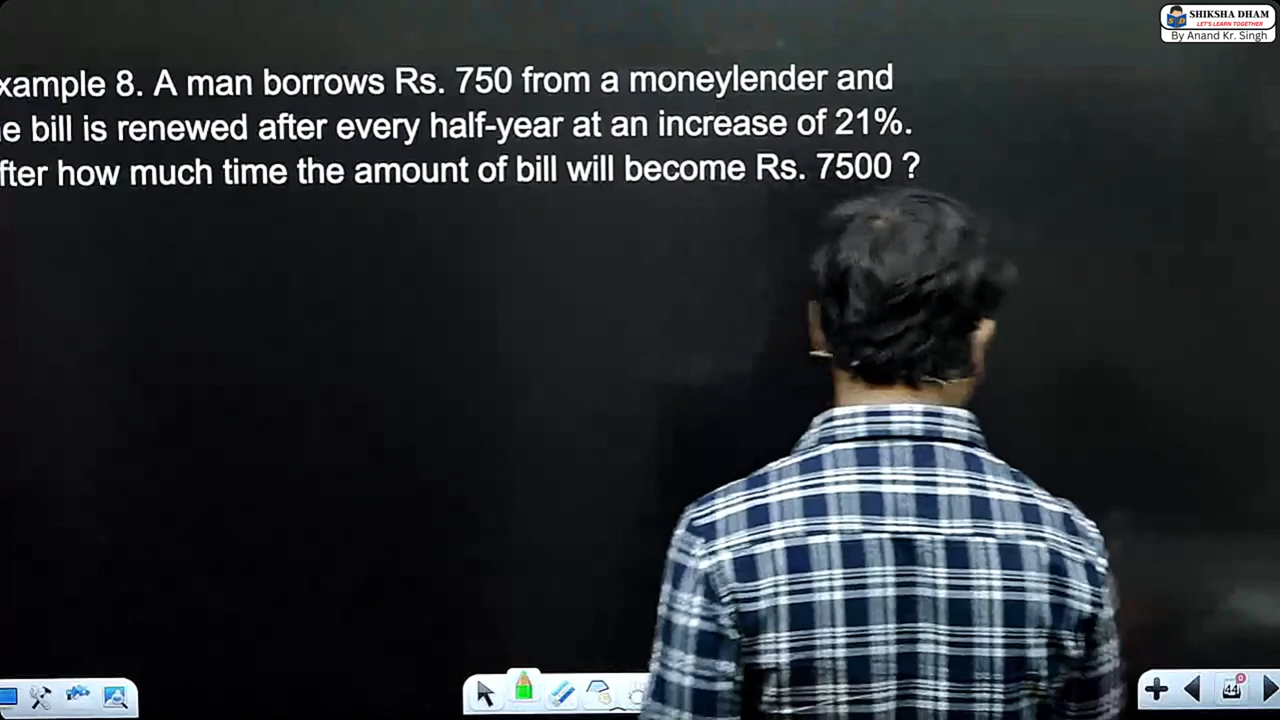 SHIKSHA DHAM
LET'S LEARN TOGETHER
By Anand Kr. Singh
xample 8. A man borrows Rs. 750 from a moneylender and
e bill is renewed after every half-year at an increase of 21%.
fter how much time the amount of bill will become Rs. 7500 ?
44